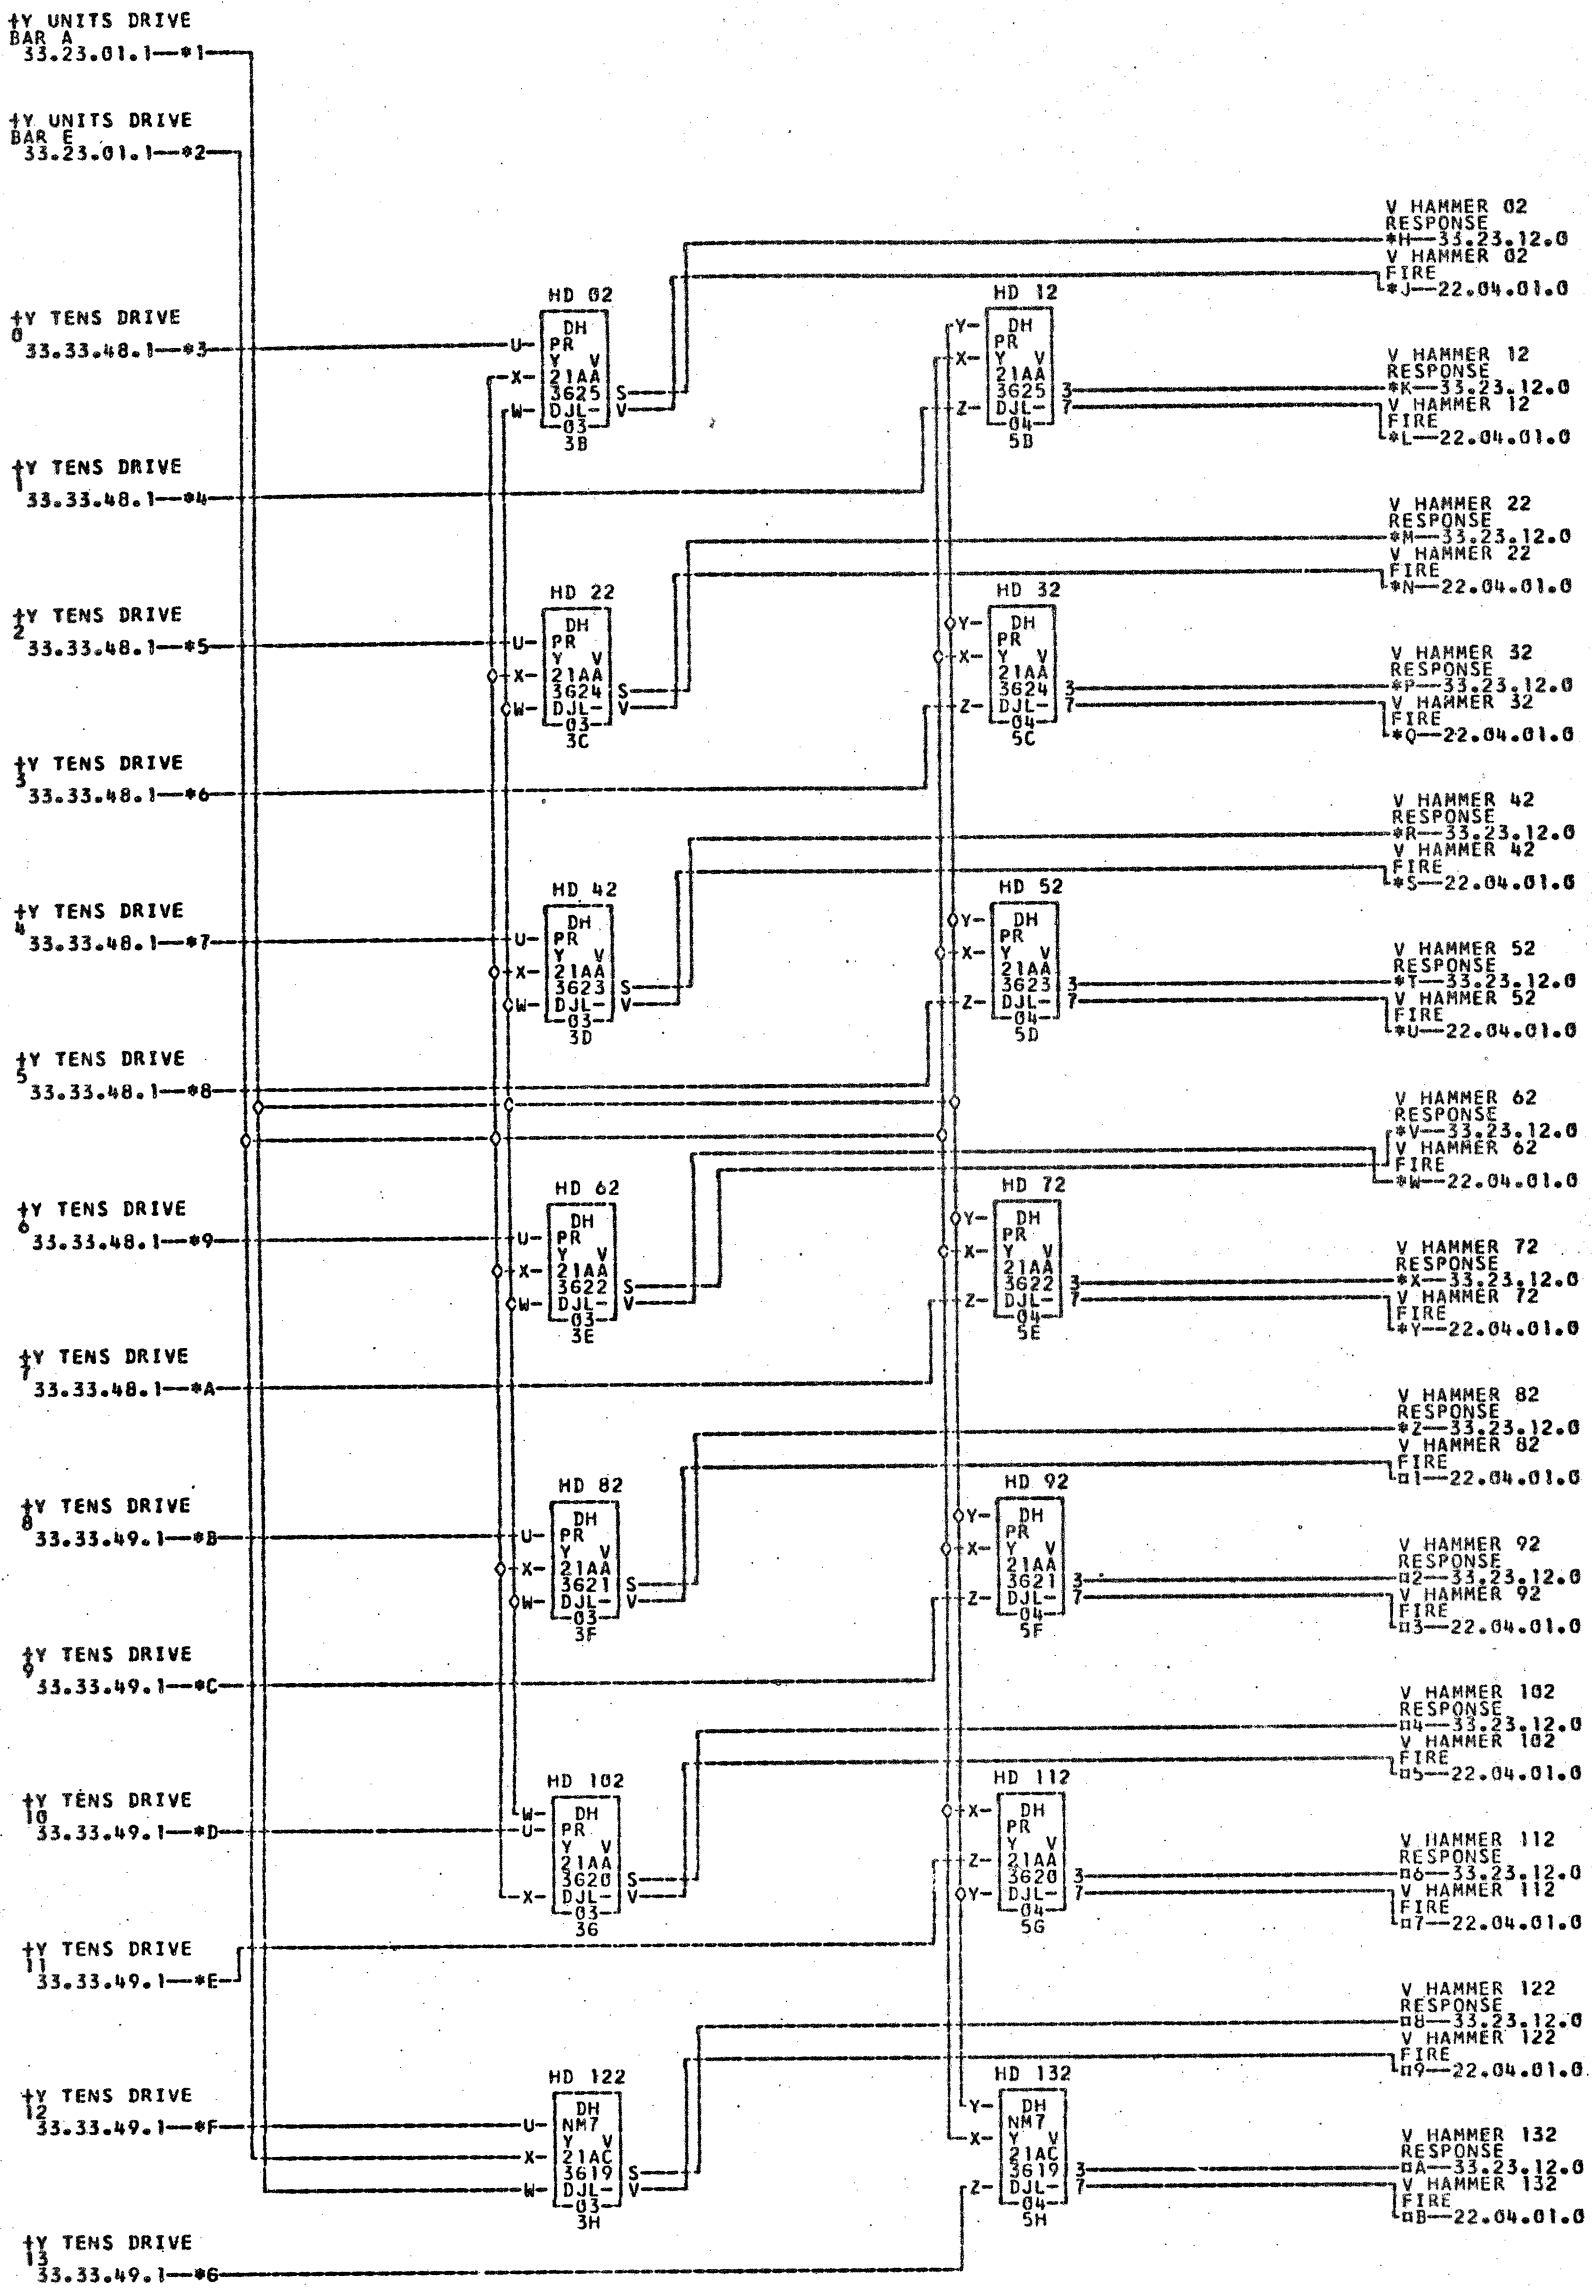 ‡Y UNITS DRIVE
BAR A
33.23.01.1—*1
‡Y UNITS DRIVE
BAR E
33.23.01.1—*2
‡Y TENS DRIVE
0
33.33.48.1—*3
‡Y TENS DRIVE
1
33.33.48.1—*4
‡Y TENS DRIVE
2
33.33.48.1—*5
‡Y TENS DRIVE
3
33.33.48.1—*6
‡Y TENS DRIVE
4
33.33.48.1—*7
‡Y TENS DRIVE
5
33.33.48.1—*8
‡Y TENS DRIVE
6
33.33.48.1—*9
‡Y TENS DRIVE
7
33.33.48.1—*A
‡Y TENS DRIVE
8
33.33.49.1—*B
‡Y TENS DRIVE
9
33.33.49.1—*C
‡Y TENS DRIVE
10
33.33.49.1—*D
‡Y TENS DRIVE
11
33.33.49.1—*E
‡Y TENS DRIVE
12
33.33.49.1—*F
‡Y TENS DRIVE
13
33.33.49.1—*G
HD 02
DH
U- PR
Y V
X- 21AA
3625 S
W- DJL- V
03
3B
HD 22
DH
U- PR
Y V
X- 21AA
3624 S
W- DJL- V
03
3C
HD 42
DH
U- PR
Y V
X- 21AA
3623 S
W- DJL- V
03
3D
HD 62
DH
U- PR
Y V
X- 21AA
3622 S
W- DJL- V
03
3E
HD 82
DH
U- PR
Y V
X- 21AA
3621 S
W- DJL- V
03
3F
HD 102
W- DH
U- PR
Y V
21AA
3620 S
X- DJL- V
03
3G
HD 122
DH
U- NM7
Y V
X- 21AC
3619 S
W- DJL- V
03
3H
HD 12
Y- DH
PR
X- Y V
21AA
3625 3
Z- DJL- 7
04
5B
HD 32
Y- DH
PR
X- Y V
21AA
3624 3
Z- DJL- 7
04
5C
HD 52
Y- DH
PR
X- Y V
21AA
3623 3
Z- DJL- 7
04
5D
HD 72
Y- DH
PR
X- Y V
21AA
3622 3
Z- DJL- 7
04
5E
HD 92
Y- DH
PR
X- Y V
21AA
3621 3
Z- DJL- 7
04
5F
HD 112
X- DH
PR
Y V
Z- 21AA
3620 3
Y- DJL- 7
04
5G
HD 132
Y- DH
NM7
X- Y V
21AC
3619 3
Z- DJL- 7
04
5H
V HAMMER 02
RESPONSE
*H—33.23.12.0
V HAMMER 02
FIRE
*J—22.04.01.0
V HAMMER 12
RESPONSE
*K—33.23.12.0
V HAMMER 12
FIRE
*L—22.04.01.0
V HAMMER 22
RESPONSE
*M—33.23.12.0
V HAMMER 22
FIRE
*N—22.04.01.0
V HAMMER 32
RESPONSE
*P—33.23.12.0
V HAMMER 32
FIRE
*Q—22.04.01.0
V HAMMER 42
RESPONSE
*R—33.23.12.0
V HAMMER 42
FIRE
*S—22.04.01.0
V HAMMER 52
RESPONSE
*T—33.23.12.0
V HAMMER 52
FIRE
*U—22.04.01.0
V HAMMER 62
RESPONSE
*V—33.23.12.0
V HAMMER 62
FIRE
*W—22.04.01.0
V HAMMER 72
RESPONSE
*X—33.23.12.0
V HAMMER 72
FIRE
*Y—22.04.01.0
V HAMMER 82
RESPONSE
*Z—33.23.12.0
V HAMMER 82
FIRE
¤1—22.04.01.0
V HAMMER 92
RESPONSE
¤2—33.23.12.0
V HAMMER 92
FIRE
¤3—22.04.01.0
V HAMMER 102
RESPONSE
¤4—33.23.12.0
V HAMMER 102
FIRE
¤5—22.04.01.0
V HAMMER 112
RESPONSE
¤6—33.23.12.0
V HAMMER 112
FIRE
¤7—22.04.01.0
V HAMMER 122
RESPONSE
¤8—33.23.12.0
V HAMMER 122
FIRE
¤9—22.04.01.0
V HAMMER 132
RESPONSE
¤A—33.23.12.0
V HAMMER 132
FIRE
¤B—22.04.01.0